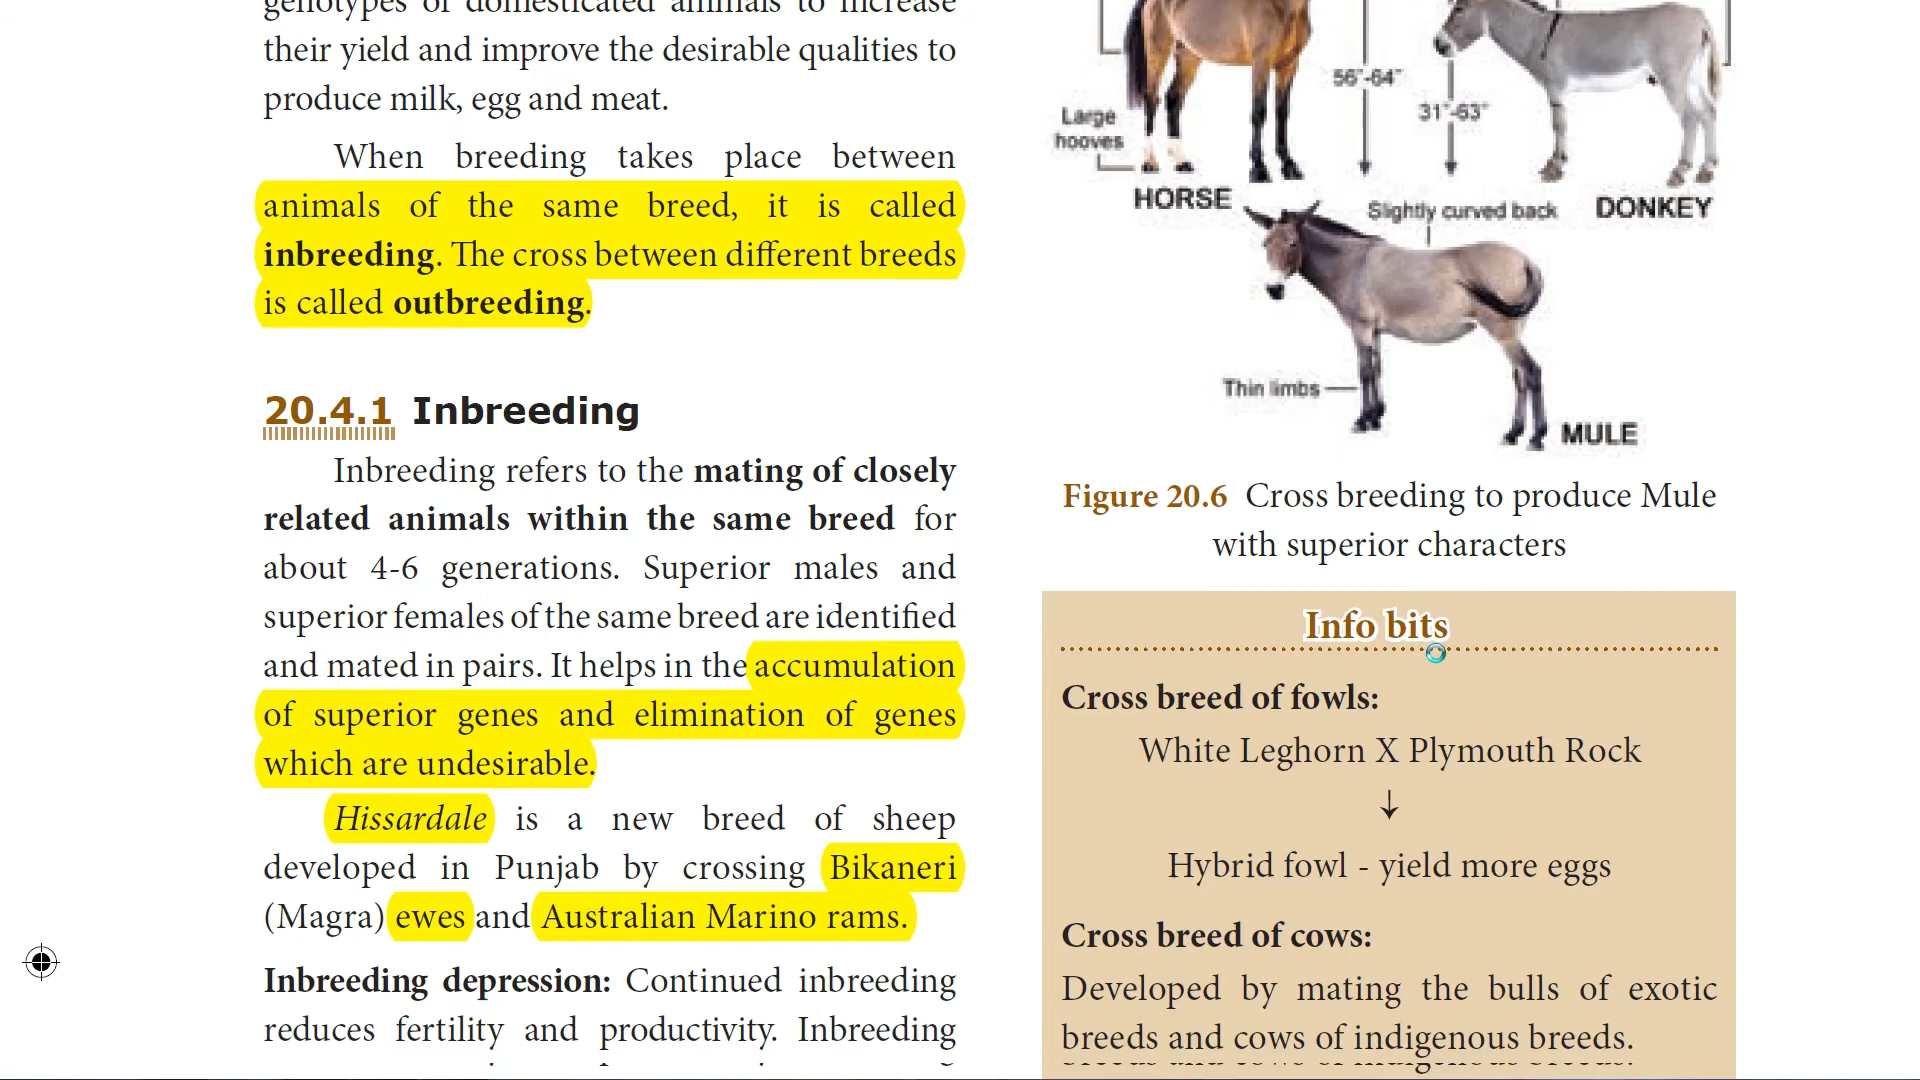 genotypes of domesticated animals to increase
their yield and improve the desirable qualities to
produce milk, egg and meat.
When breeding takes place between
animals of the same breed, it is called
inbreeding. The cross between different breeds
is called outbreeding.
20.4.1 Inbreeding
Inbreeding refers to the mating of closely
related animals within the same breed for
about 4-6 generations. Superior males and
superior females of the same breed are identified
and mated in pairs. It helps in the accumulation
of superior genes and elimination of genes
which are undesirable.
Hissardale is a new breed of sheep
developed in Punjab by crossing Bikaneri
(Magra) ewes and Australian Marino rams.
Inbreeding depression: Continued inbreeding
reduces fertility and productivity. Inbreeding
56"-64"
31"-63"
Large
hooves
HORSE
Slightly curved back
DONKEY
Thin limbs
MULE
Figure 20.6 Cross breeding to produce Mule
with superior characters
Info bits
Cross breed of fowls:
White Leghorn X Plymouth Rock
↓
Hybrid fowl - yield more eggs
Cross breed of cows:
Developed by mating the bulls of exotic
breeds and cows of indigenous breeds.